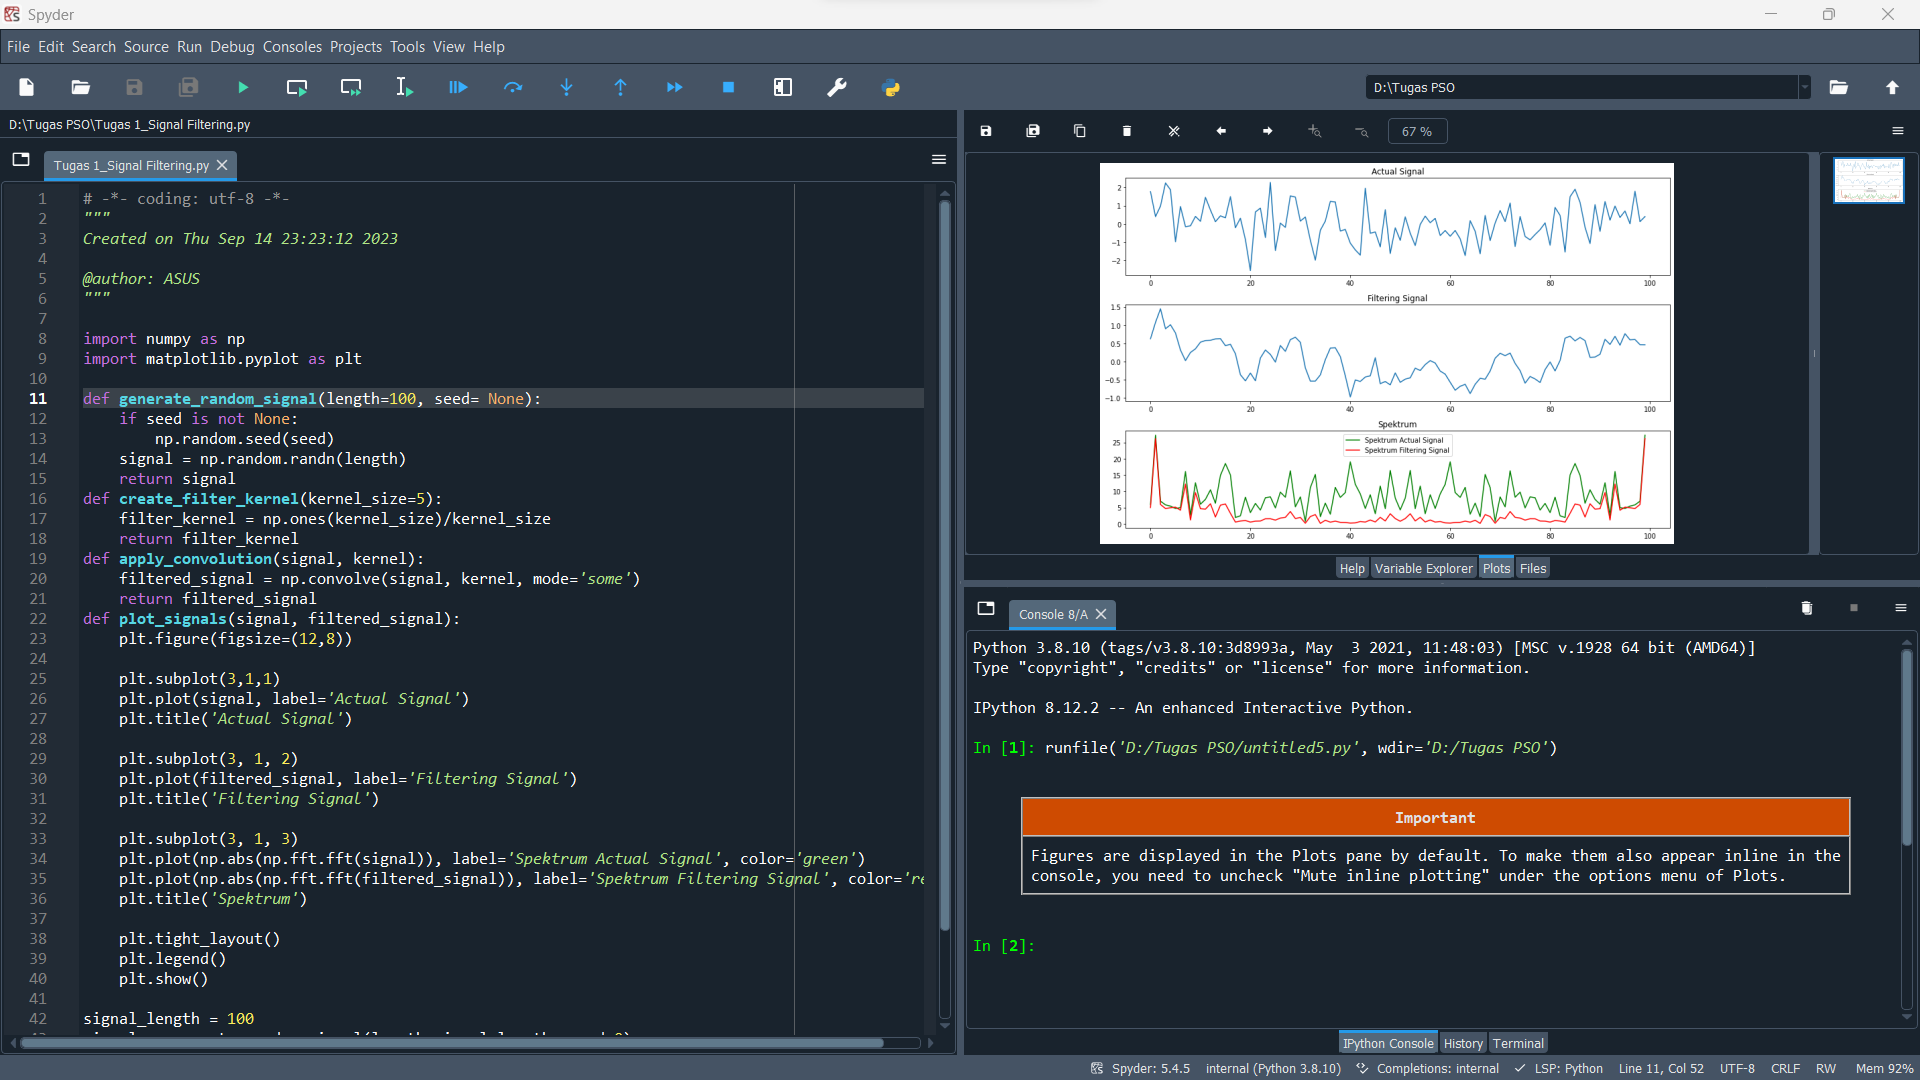 Spyder
File Edit Search Source Run Debug Consoles Projects Tools View Help
D:\Tugas PSO
D:\Tugas PSO\Tugas 1_Signal Filtering.py
Tugas 1_Signal Filtering.py
1 # -*- coding: utf-8 -*-
2 """
3 Created on Thu Sep 14 23:23:12 2023
4
5 @author: ASUS
6 """
7
8 import numpy as np
9 import matplotlib.pyplot as plt
10
11 def generate_random_signal(length=100, seed= None):
12     if seed is not None:
13         np.random.seed(seed)
14     signal = np.random.randn(length)
15     return signal
16 def create_filter_kernel(kernel_size=5):
17     filter_kernel = np.ones(kernel_size)/kernel_size
18     return filter_kernel
19 def apply_convolution(signal, kernel):
20     filtered_signal = np.convolve(signal, kernel, mode='some')
21     return filtered_signal
22 def plot_signals(signal, filtered_signal):
23     plt.figure(figsize=(12,8))
24
25     plt.subplot(3,1,1)
26     plt.plot(signal, label='Actual Signal')
27     plt.title('Actual Signal')
28
29     plt.subplot(3, 1, 2)
30     plt.plot(filtered_signal, label='Filtering Signal')
31     plt.title('Filtering Signal')
32
33     plt.subplot(3, 1, 3)
34     plt.plot(np.abs(np.fft.fft(signal)), label='Spektrum Actual Signal', color='green')
35     plt.plot(np.abs(np.fft.fft(filtered_signal)), label='Spektrum Filtering Signal', color='re
36     plt.title('Spektrum')
37
38     plt.tight_layout()
39     plt.legend()
40     plt.show()
41
42 signal_length = 100
67 %
Actual Signal
2
1
0
−1
−2
0 20 40 60 80 100
Filtering Signal
1.5
1.0
0.5
0.0
−0.5
−1.0
0 20 40 60 80 100
Spektrum
Spektrum Actual Signal
Spektrum Filtering Signal
25
20
15
10
5
0
0 20 40 60 80 100
Help Variable Explorer Plots Files
Console 8/A
Python 3.8.10 (tags/v3.8.10:3d8993a, May  3 2021, 11:48:03) [MSC v.1928 64 bit (AMD64)]
Type "copyright", "credits" or "license" for more information.
IPython 8.12.2 -- An enhanced Interactive Python.
In [1]: runfile('D:/Tugas PSO/untitled5.py', wdir='D:/Tugas PSO')
Important
Figures are displayed in the Plots pane by default. To make them also appear inline in the
console, you need to uncheck "Mute inline plotting" under the options menu of Plots.
In [2]:
IPython Console History Terminal
Spyder: 5.4.5 internal (Python 3.8.10) Completions: internal LSP: Python Line 11, Col 52 UTF-8 CRLF RW Mem 92%